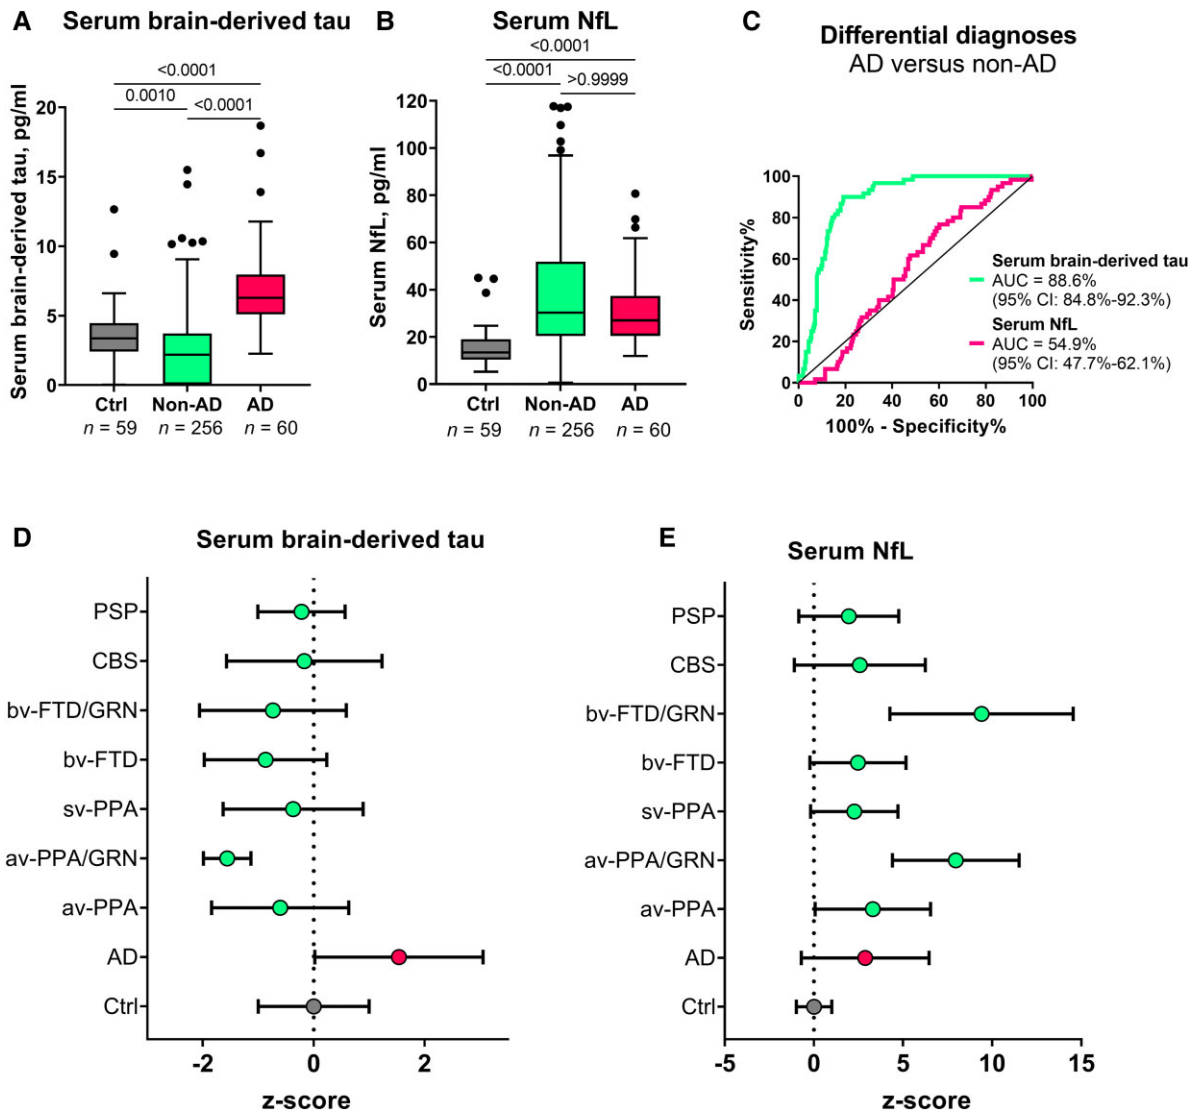 A Serum brain-derived tau
<0.0001
0.0010 <0.0001
Serum brain-derived tau, pg/ml
20
15
10
5
0
Ctrl Non-AD AD
n = 59 n = 256 n = 60
B Serum NfL
<0.0001
<0.0001 >0.9999
Serum NfL, pg/ml
120
100
80
60
40
20
0
Ctrl Non-AD AD
n = 59 n = 256 n = 60
C Differential diagnoses
AD versus non-AD
Sensitivity%
100
80
60
40
20
0
0 20 40 60 80 100
100% - Specificity%
Serum brain-derived tau
AUC = 88.6%
(95% CI: 84.8%-92.3%)
Serum NfL
AUC = 54.9%
(95% CI: 47.7%-62.1%)
D Serum brain-derived tau
PSP
CBS
bv-FTD/GRN
bv-FTD
sv-PPA
av-PPA/GRN
av-PPA
AD
Ctrl
-2 0 2
z-score
E Serum NfL
PSP
CBS
bv-FTD/GRN
bv-FTD
sv-PPA
av-PPA/GRN
av-PPA
AD
Ctrl
-5 0 5 10 15
z-score